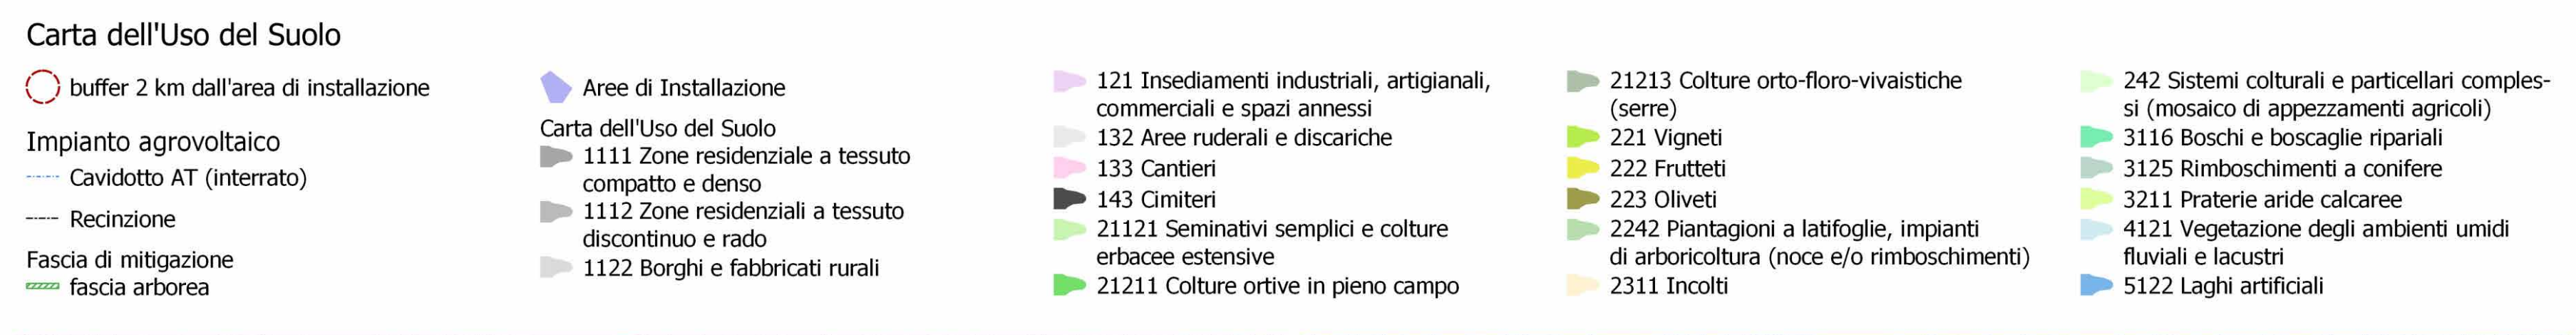 Carta dell'Uso del Suolo
buffer 2 km dall'area di installazione
Impianto agrovoltaico
Cavidotto AT (interrato)
Recinzione
Fascia di mitigazione
fascia arborea
Aree di Installazione
Carta dell'Uso del Suolo
1111 Zone residenziale a tessuto
compatto e denso
1112 Zone residenziali a tessuto
discontinuo e rado
1122 Borghi e fabbricati rurali
121 Insediamenti industriali, artigianali,
commerciali e spazi annessi
132 Aree ruderali e discariche
133 Cantieri
143 Cimiteri
21121 Seminativi semplici e colture
erbacee estensive
21211 Colture ortive in pieno campo
21213 Colture orto-floro-vivaistiche
(serre)
221 Vigneti
222 Frutteti
223 Oliveti
2242 Piantagioni a latifoglie, impianti
di arboricoltura (noce e/o rimboschimenti)
2311 Incolti
242 Sistemi colturali e particellari comples-
si (mosaico di appezzamenti agricoli)
3116 Boschi e boscaglie ripariali
3125 Rimboschimenti a conifere
3211 Praterie aride calcaree
4121 Vegetazione degli ambienti umidi
fluviali e lacustri
5122 Laghi artificiali